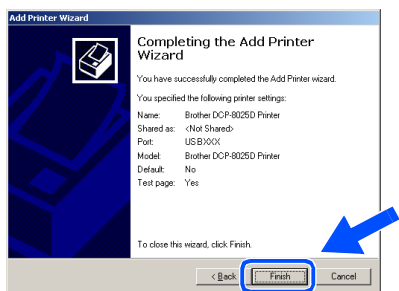 Add Printer Wizard
Completing the Add Printer
Wizard
You have successfully completed the Add Printer wizard.
You specified the following printer settings:
Name: Brother DCP-8025D Printer
Shared as: <Not Shared>
Port: USBXXX
Model: Brother DCP-8025D Printer
Default: No
Test page: Yes
To close this wizard, click Finish.
< Back Finish Cancel